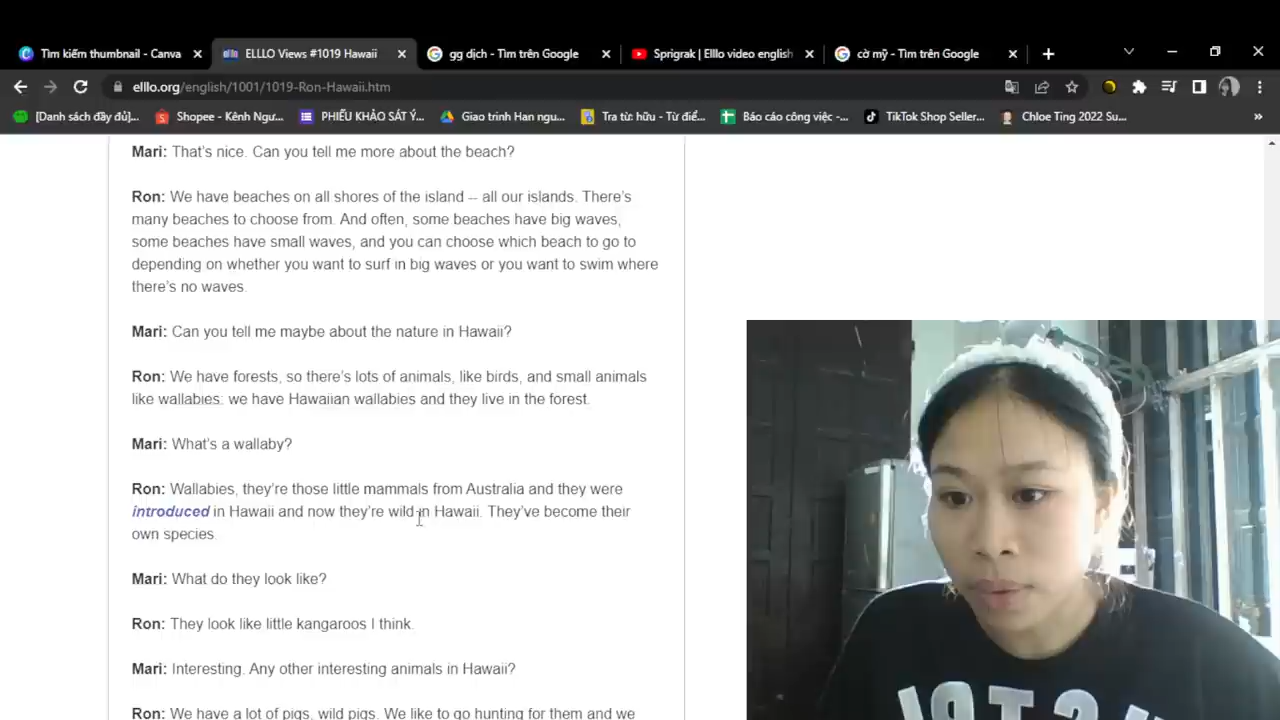 Tìm kiếm thumbnail - Canva
ELLLO Views #1019 Hawaii
gg dịch - Tìm trên Google
Sprigrak | Elllo video english
cờ mỹ - Tìm trên Google
elllo.org/english/1001/1019-Ron-Hawaii.htm
[Danh sách đầy đủ]...
Shopee - Kênh Ngư...
PHIẾU KHẢO SÁT Ý...
Giao trinh Han ngu...
Tra từ: hữu - Từ điể...
Báo cáo công việc -...
TikTok Shop Seller...
Chloe Ting 2022 Su...
Mari: That's nice. Can you tell me more about the beach?
Ron: We have beaches on all shores of the island -- all our islands. There's
many beaches to choose from. And often, some beaches have big waves,
some beaches have small waves, and you can choose which beach to go to
depending on whether you want to surf in big waves or you want to swim where
there's no waves.
Mari: Can you tell me maybe about the nature in Hawaii?
Ron: We have forests, so there's lots of animals, like birds, and small animals
like wallabies: we have Hawaiian wallabies and they live in the forest.
Mari: What's a wallaby?
Ron: Wallabies, they're those little mammals from Australia and they were
introduced in Hawaii and now they're wild in Hawaii. They've become their
own species.
Mari: What do they look like?
Ron: They look like little kangaroos I think.
Mari: Interesting. Any other interesting animals in Hawaii?
Ron: We have a lot of pigs, wild pigs. We like to go hunting for them and we